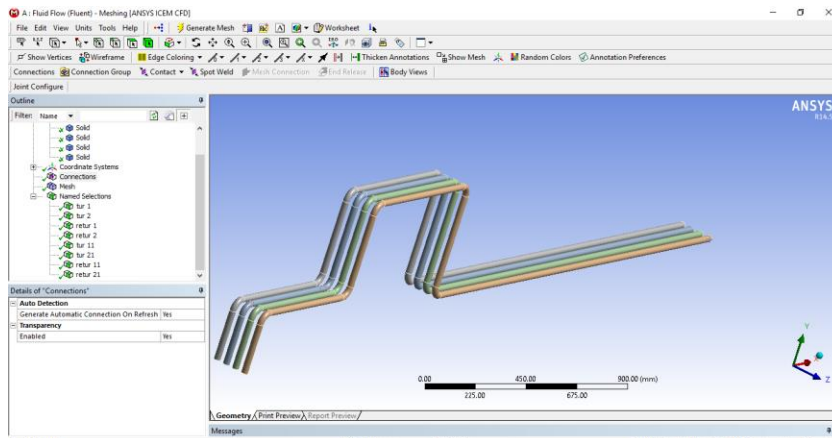 A : Fluid Flow (Fluent) - Meshing [ANSYS ICEM CFD]
File Edit View Units Tools Help Generate Mesh Worksheet
Show Vertices Wireframe Edge Coloring Thicken Annotations Show Mesh Random Colors Annotation Preferences
Connections Connection Group Contact Spot Weld Mesh Connection End Release Body Views
Joint Configure
Outline
Filter: Name
Solid
Solid
Solid
Solid
Coordinate Systems
Connections
Mesh
Named Selections
tur 1
tur 2
retur 1
retur 2
tur 11
tur 21
retur 11
retur 21
Details of "Connections"
Auto Detection
Generate Automatic Connection On Refresh Yes
Transparency
Enabled Yes
ANSYS
R14.5
Y
Z
0.00 450.00 900.00 (mm)
225.00 675.00
Geometry Print Preview Report Preview
Messages